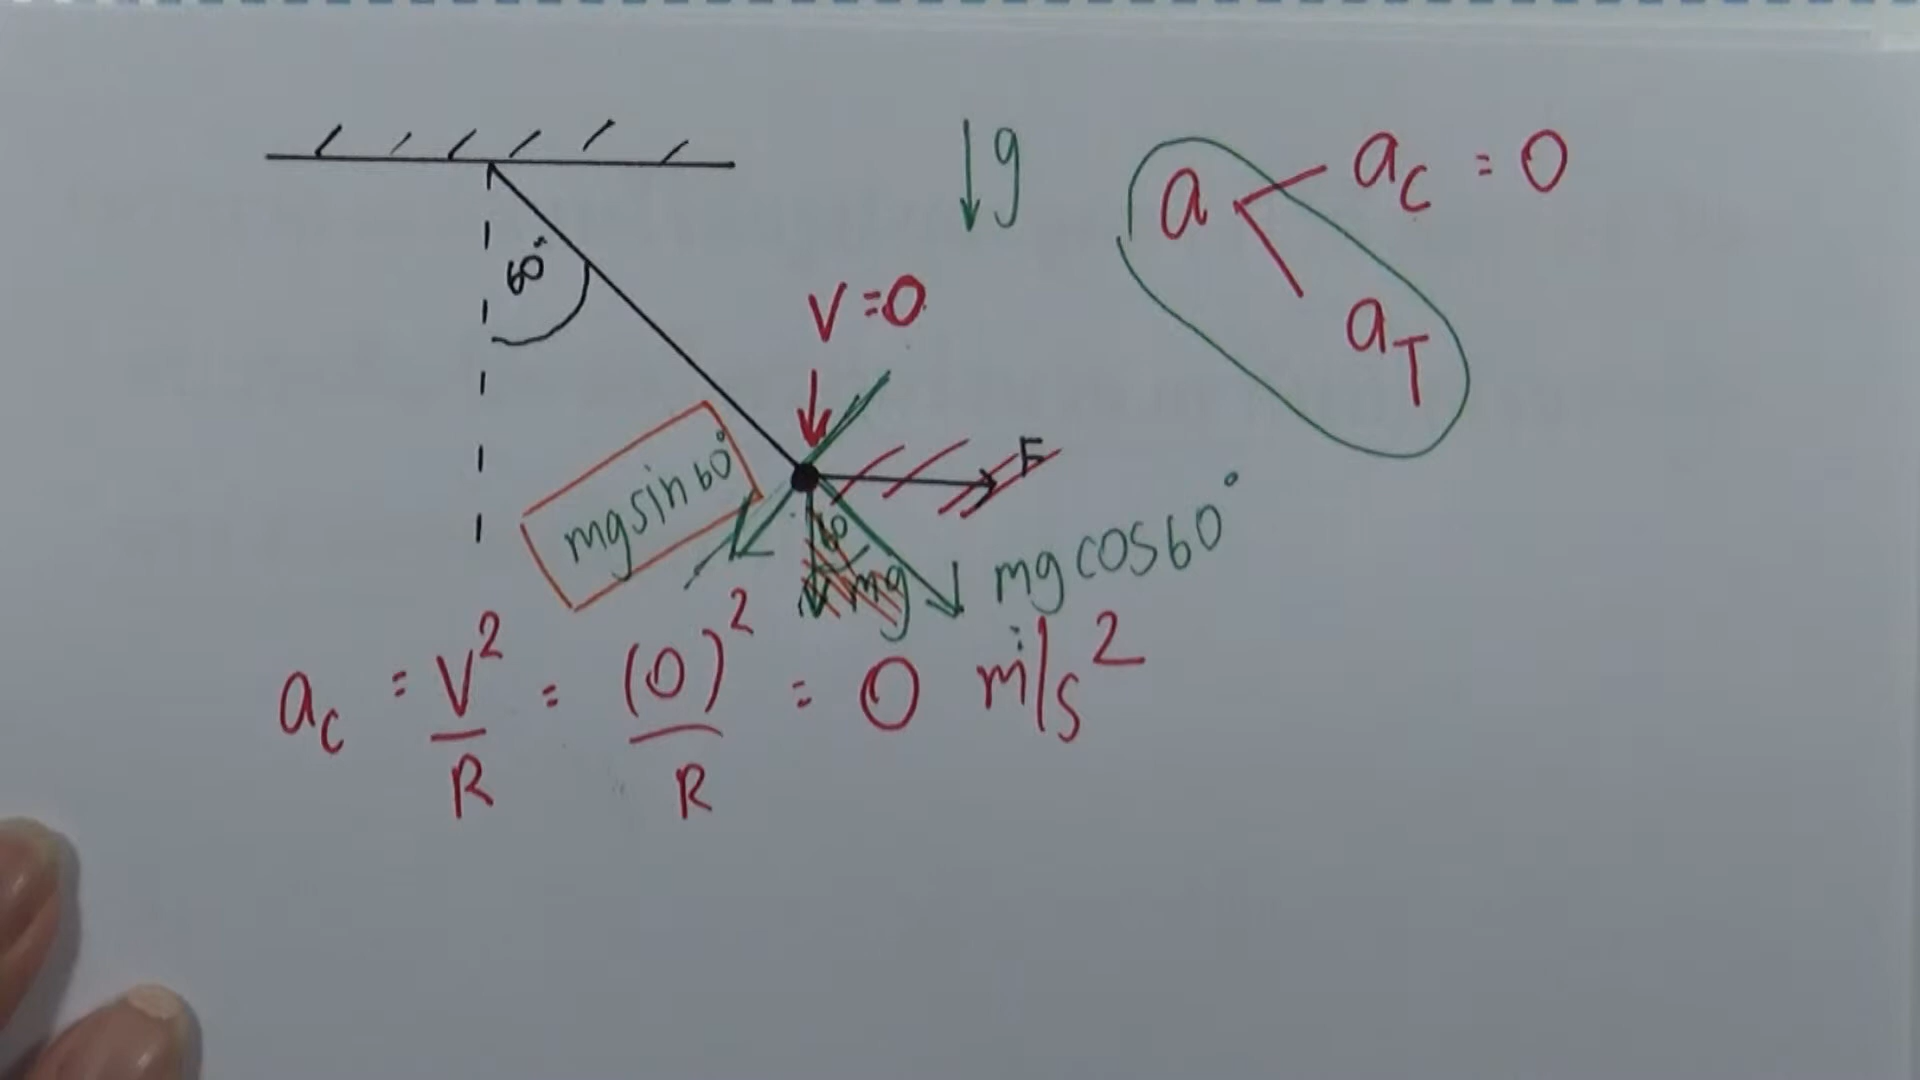 g
a
a_C = 0
a_T
60°
V = 0
F
mg sin 60°
60
mg
mg cos 60°
a_C = V² / R = (0)² / R = 0 m/s²